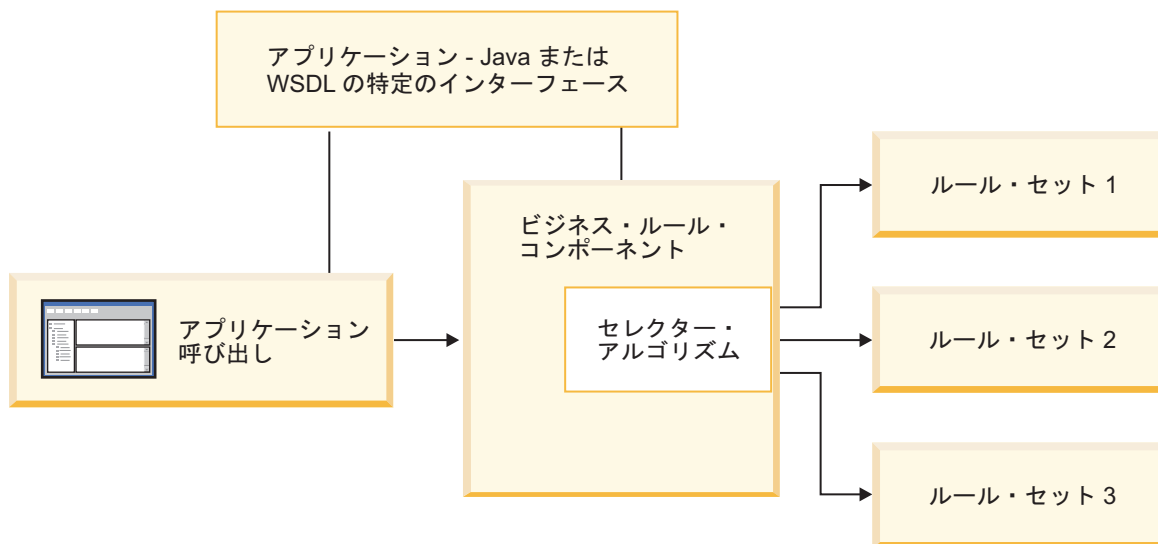 アプリケーション - Java または
WSDL の特定のインターフェース
アプリケーション
呼び出し
ビジネス・ルール・
コンポーネント
セレクター・
アルゴリズム
ルール・セット 1
ルール・セット 2
ルール・セット 3